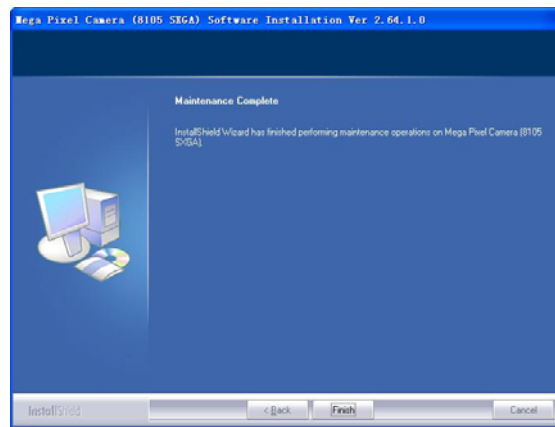 Mega Pixel Camera (8105 SXGA) Software Installation Ver 2.64.1.0
Maintenance Complete
InstallShield Wizard has finished performing maintenance operations on Mega Pixel Camera (8105
SXGA).
InstallShield
< Back
Finish
Cancel